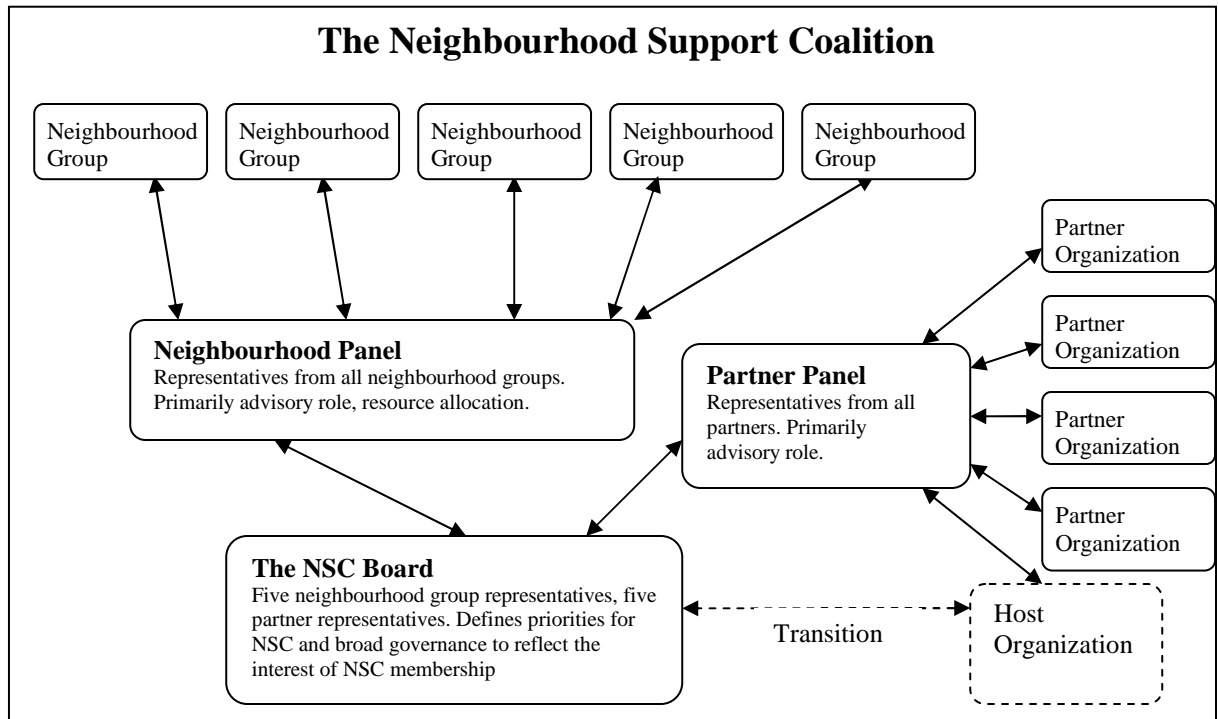 The Neighbourhood Support Coalition
Neighbourhood
Group
Neighbourhood
Group
Neighbourhood
Group
Neighbourhood
Group
Neighbourhood
Group
Partner
Organization
Partner
Organization
Partner
Organization
Partner
Organization
Neighbourhood Panel
Representatives from all neighbourhood groups.
Primarily advisory role, resource allocation.
Partner Panel
Representatives from all
partners. Primarily
advisory role.
The NSC Board
Five neighbourhood group representatives, five
partner representatives. Defines priorities for
NSC and broad governance to reflect the
interest of NSC membership
Transition
Host
Organization